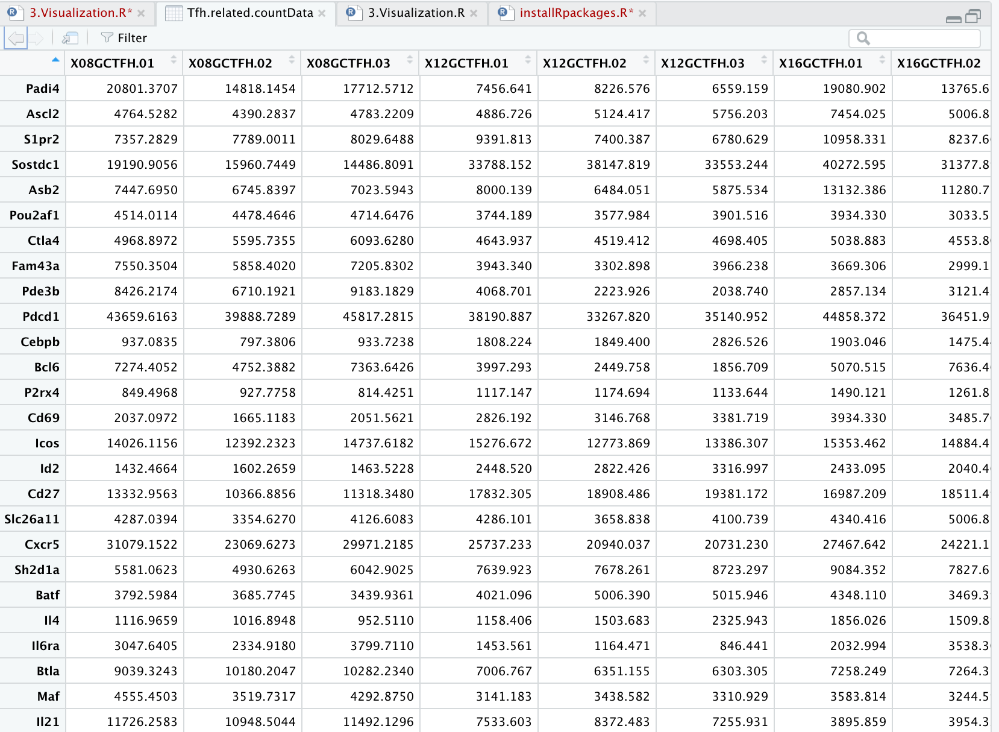 3.Visualization.R* Tfh.related.countData 3.Visualization.R installRpackages.R*
Filter
X08GCTFH.01 X08GCTFH.02 X08GCTFH.03 X12GCTFH.01 X12GCTFH.02 X12GCTFH.03 X16GCTFH.01 X16GCTFH.02
Padi4 20801.3707 14818.1454 17712.5712 7456.641 8226.576 6559.159 19080.902 13765.6
Ascl2 4764.5282 4390.2837 4783.2209 4886.726 5124.417 5756.203 7454.025 5006.8
S1pr2 7357.2829 7789.0011 8029.6488 9391.813 7400.387 6780.629 10958.331 8237.6
Sostdc1 19190.9056 15960.7449 14486.8091 33788.152 38147.819 33553.244 40272.595 31377.8
Asb2 7447.6950 6745.8397 7023.5943 8000.139 6484.051 5875.534 13132.386 11280.7
Pou2af1 4514.0114 4478.4646 4714.6476 3744.189 3577.984 3901.516 3934.330 3033.5
Ctla4 4968.8972 5595.7355 6093.6280 4643.937 4519.412 4698.405 5038.883 4553.8
Fam43a 7550.3504 5858.4020 7205.8302 3943.340 3302.898 3966.238 3669.306 2999.1
Pde3b 8426.2174 6710.1921 9183.1829 4068.701 2223.926 2038.740 2857.134 3121.4
Pdcd1 43659.6163 39888.7289 45817.2815 38190.887 33267.820 35140.952 44858.372 36451.9
Cebpb 937.0835 797.3806 933.7238 1808.224 1849.400 2826.526 1903.046 1475.4
Bcl6 7274.4052 4752.3882 7363.6426 3997.293 2449.758 1856.709 5070.515 7636.4
P2rx4 849.4968 927.7758 814.4251 1117.147 1174.694 1133.644 1490.121 1261.8
Cd69 2037.0972 1665.1183 2051.5621 2826.192 3146.768 3381.719 3934.330 3485.7
Icos 14026.1156 12392.2323 14737.6182 15276.672 12773.869 13386.307 15353.462 14884.4
Id2 1432.4664 1602.2659 1463.5228 2448.520 2822.426 3316.997 2433.095 2040.4
Cd27 13332.9563 10366.8856 11318.3480 17832.305 18908.486 19381.172 16987.209 18511.4
Slc26a11 4287.0394 3354.6270 4126.6083 4286.101 3658.838 4100.739 4340.416 5006.8
Cxcr5 31079.1522 23069.6273 29971.2185 25737.233 20940.037 20731.230 27467.642 24221.1
Sh2d1a 5581.0623 4930.6263 6042.9025 7639.923 7678.261 8723.297 9084.352 7827.6
Batf 3792.5984 3685.7745 3439.9361 4021.096 5006.390 5015.946 4348.110 3469.3
Il4 1116.9659 1016.8948 952.5110 1158.406 1503.683 2325.943 1856.026 1509.8
Il6ra 3047.6405 2334.9180 3799.7110 1453.561 1164.471 846.441 2032.994 3538.3
Btla 9039.3243 10180.2047 10282.2340 7006.767 6351.155 6303.305 7258.249 7264.3
Maf 4555.4503 3519.7317 4292.8750 3141.183 3438.582 3310.929 3583.814 3244.5
Il21 11726.2583 10948.5044 11492.1296 7533.603 8372.483 7255.931 3895.859 3954.3